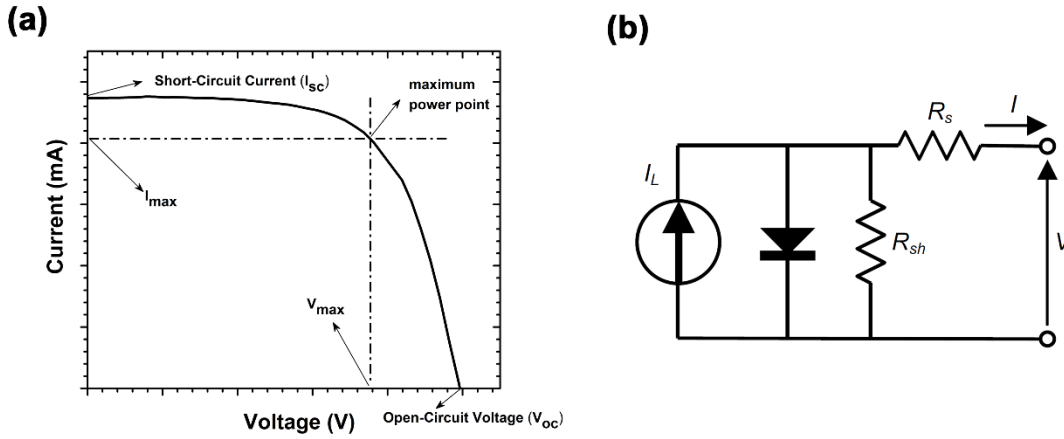 (a)
Short-Circuit Current (Isc)
maximum
power point
Imax
Current (mA)
Vmax
Voltage (V)
Open-Circuit Voltage (Voc)
(b)
Rs
I
IL
Rsh
V